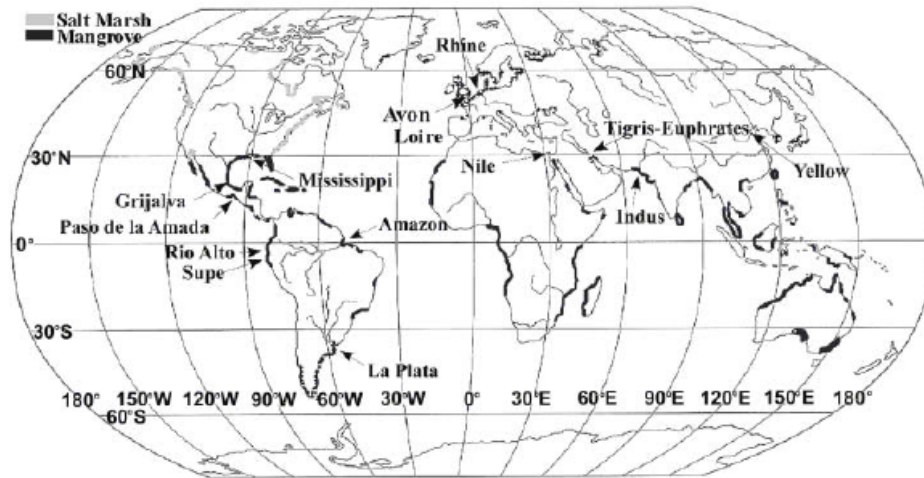 Salt Marsh
Mangrove
Rhine
60°N
Avon
Loire
Tigris-Euphrates
30°N
Nile
Yellow
Mississippi
Grijalva
Indus
Paso de la Amada
Amazon
0°
Rio Alto
Supe
30°S
La Plata
180° 120°W 90°W 60°W 30°W 0° 30°E 60°E 90°E 120°E 150°E 180°
60°S